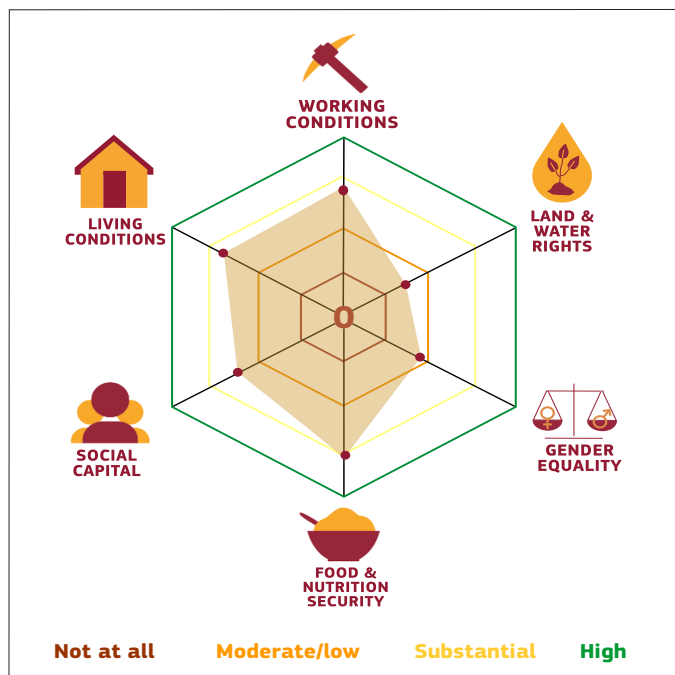 WORKING
CONDITIONS
LIVING
CONDITIONS
LAND &
WATER
RIGHTS
0
SOCIAL
CAPITAL
GENDER
EQUALITY
FOOD &
NUTRITION
SECURITY
Not at all Moderate/low Substantial High